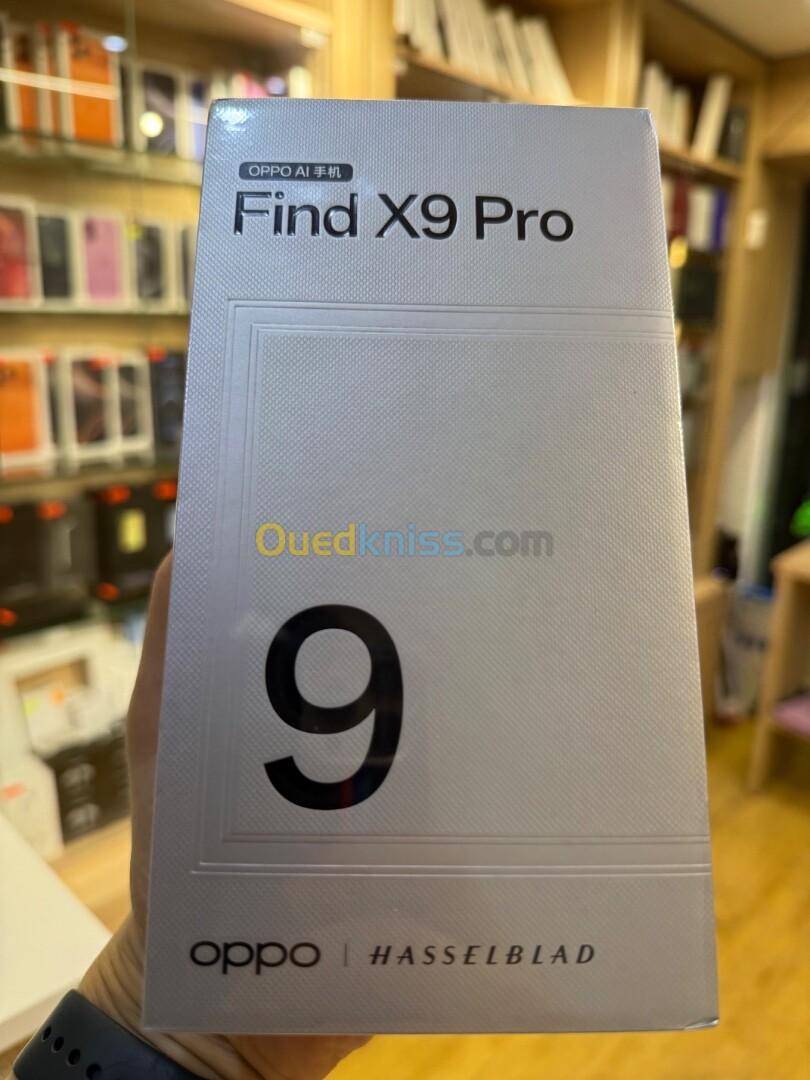 OPPO AI 手机
Find X9 Pro
Ouedkniss.com
9
oppo | HASSELBLAD